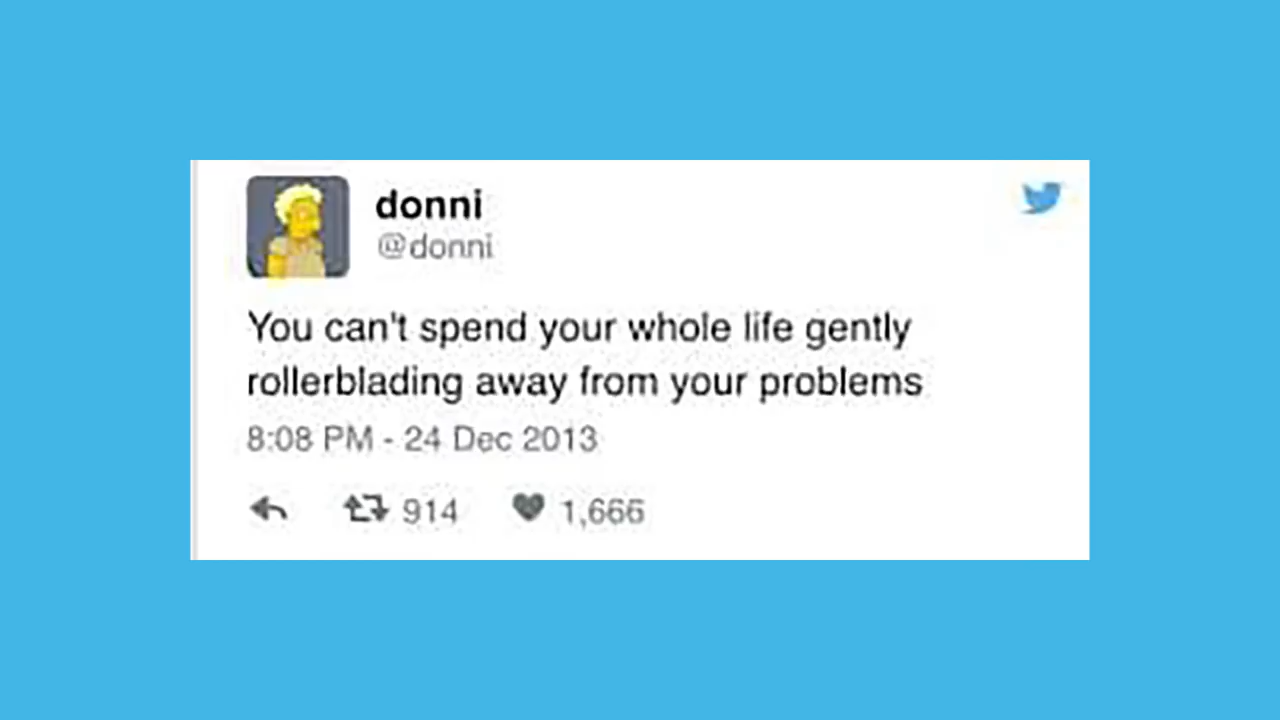 donni
@donni
You can't spend your whole life gently
rollerblading away from your problems
8:08 PM - 24 Dec 2013
914 1,666